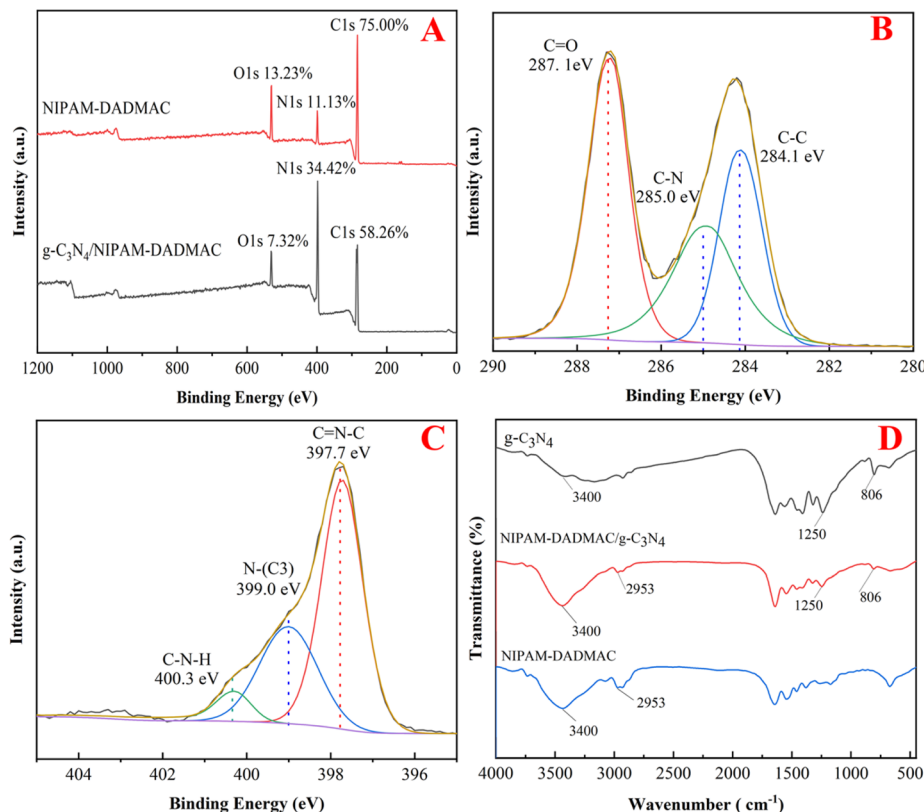 A
C1s 75.00%
O1s 13.23%
N1s 11.13%
NIPAM-DADMAC
N1s 34.42%
O1s 7.32%
C1s 58.26%
g-C₃N₄/NIPAM-DADMAC
Intensity (a.u.)
1200 1000 800 600 400 200 0
Binding Energy (eV)
B
C=O
287. 1eV
C-N
285.0 eV
C-C
284.1 eV
Intensity (a.u.)
290 288 286 284 282 280
Binding Energy (eV)
C
C=N-C
397.7 eV
N-(C3)
399.0 eV
C-N-H
400.3 eV
Intensity (a.u.)
404 402 400 398 396
Binding Energy (eV)
D
g-C₃N₄
3400
1250
806
NIPAM-DADMAC/g-C₃N₄
2953
3400
1250
806
NIPAM-DADMAC
2953
3400
Transmittance (%)
4000 3500 3000 2500 2000 1500 1000 500
Wavenumber ( cm⁻¹)